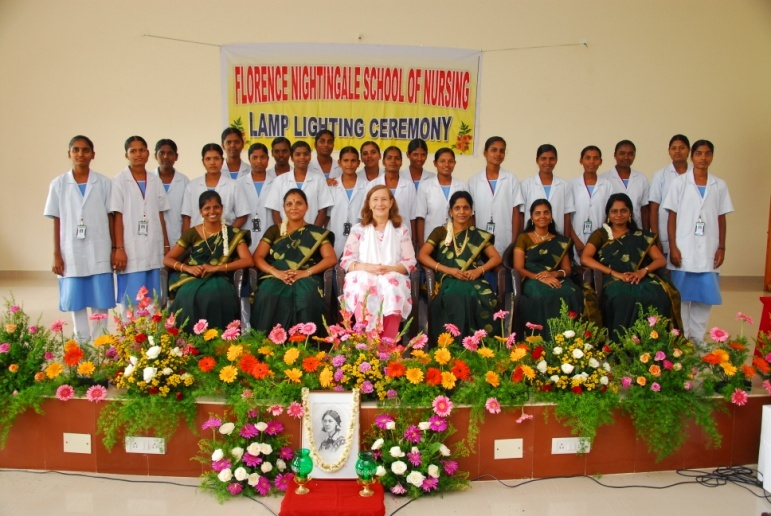 FLORENCE NIGHTINGALE SCHOOL OF NURSING
LAMP LIGHTING CEREMONY